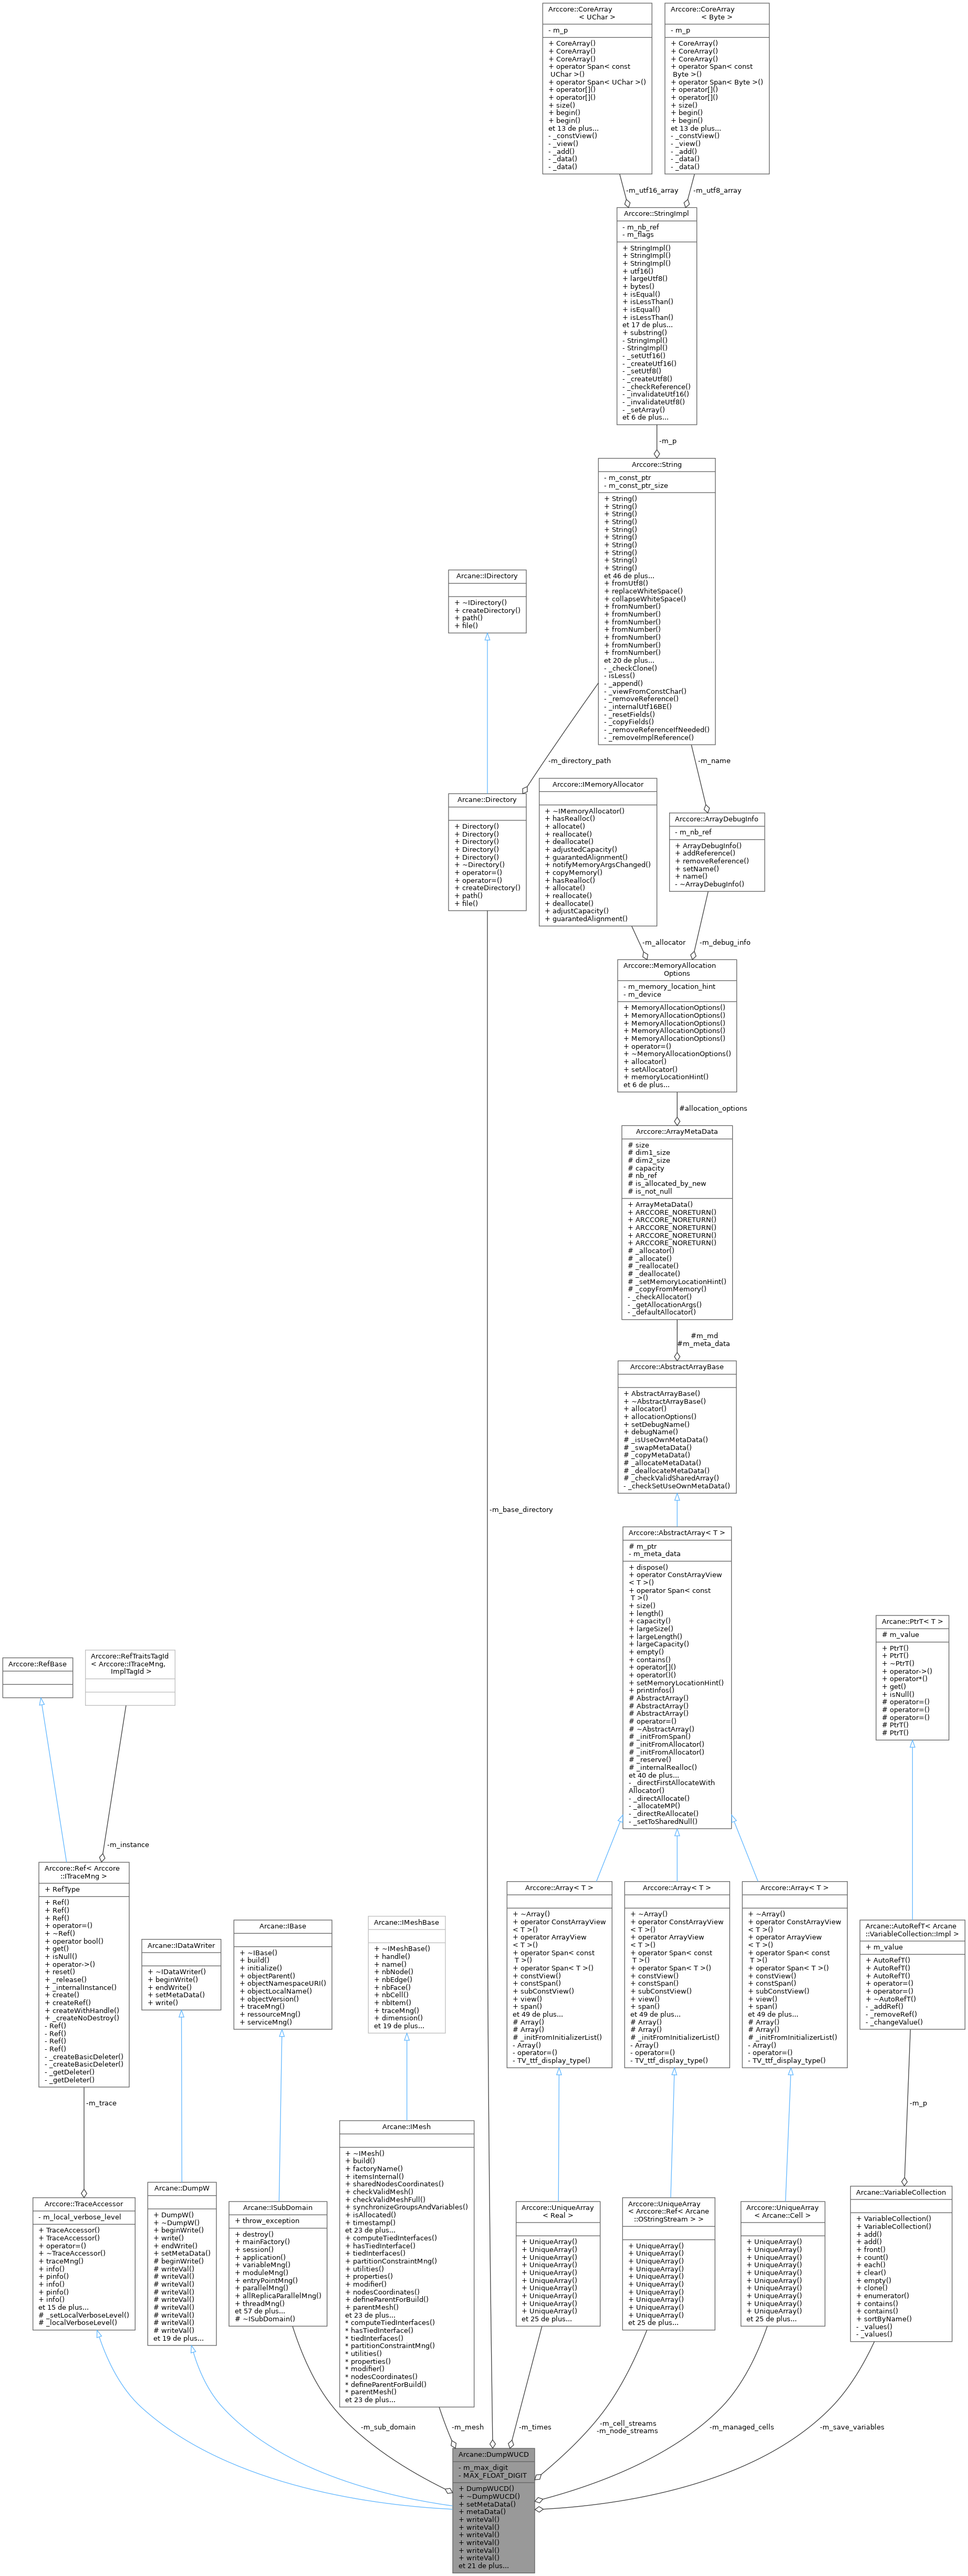 Arccore::CoreArray
< UChar >
- m_p
+ CoreArray()
+ CoreArray()
+ CoreArray()
+ operator Span< const
UChar >()
+ operator Span< UChar >()
+ operator[]()
+ operator[]()
+ size()
+ begin()
+ begin()
et 13 de plus...
- _constView()
- _view()
- _add()
- _data()
- _data()
Arccore::CoreArray
< Byte >
- m_p
+ CoreArray()
+ CoreArray()
+ CoreArray()
+ operator Span< const
Byte >()
+ operator Span< Byte >()
+ operator[]()
+ operator[]()
+ size()
+ begin()
+ begin()
et 13 de plus...
- _constView()
- _view()
- _add()
- _data()
- _data()
-m_utf16_array
-m_utf8_array
Arccore::StringImpl
- m_nb_ref
- m_flags
+ StringImpl()
+ StringImpl()
+ StringImpl()
+ utf16()
+ largeUtf8()
+ bytes()
+ isEqual()
+ isLessThan()
+ isEqual()
+ isLessThan()
et 17 de plus...
+ substring()
- StringImpl()
- StringImpl()
- _setUtf16()
- _createUtf16()
- _setUtf8()
- _createUtf8()
- _checkReference()
- _invalidateUtf16()
- _invalidateUtf8()
- _setArray()
et 6 de plus...
-m_p
Arccore::String
- m_const_ptr
- m_const_ptr_size
+ String()
+ String()
+ String()
+ String()
+ String()
+ String()
+ String()
+ String()
+ String()
+ String()
et 46 de plus...
+ fromUtf8()
+ replaceWhiteSpace()
+ collapseWhiteSpace()
+ fromNumber()
+ fromNumber()
+ fromNumber()
+ fromNumber()
+ fromNumber()
+ fromNumber()
+ fromNumber()
et 20 de plus...
- _checkClone()
- isLess()
- _append()
- _viewFromConstChar()
- _removeReference()
- _internalUtf16BE()
- _resetFields()
- _copyFields()
- _removeReferenceIfNeeded()
- _removeImplReference()
Arcane::IDirectory
+ ~IDirectory()
+ createDirectory()
+ path()
+ file()
-m_directory_path
-m_name
Arcane::Directory
+ Directory()
+ Directory()
+ Directory()
+ Directory()
+ Directory()
+ ~Directory()
+ operator=()
+ operator=()
+ createDirectory()
+ path()
+ file()
Arccore::IMemoryAllocator
+ ~IMemoryAllocator()
+ hasRealloc()
+ allocate()
+ reallocate()
+ deallocate()
+ adjustedCapacity()
+ guarantedAlignment()
+ notifyMemoryArgsChanged()
+ copyMemory()
+ hasRealloc()
+ allocate()
+ reallocate()
+ deallocate()
+ adjustCapacity()
+ guarantedAlignment()
Arccore::ArrayDebugInfo
- m_nb_ref
+ ArrayDebugInfo()
+ addReference()
+ removeReference()
+ setName()
+ name()
- ~ArrayDebugInfo()
-m_allocator
-m_debug_info
Arccore::MemoryAllocation
Options
- m_memory_location_hint
- m_device
+ MemoryAllocationOptions()
+ MemoryAllocationOptions()
+ MemoryAllocationOptions()
+ MemoryAllocationOptions()
+ MemoryAllocationOptions()
+ operator=()
+ ~MemoryAllocationOptions()
+ allocator()
+ setAllocator()
+ memoryLocationHint()
et 6 de plus...
#allocation_options
Arccore::ArrayMetaData
# size
# dim1_size
# dim2_size
# capacity
# nb_ref
# is_allocated_by_new
# is_not_null
+ ArrayMetaData()
+ ARCCORE_NORETURN()
+ ARCCORE_NORETURN()
+ ARCCORE_NORETURN()
+ ARCCORE_NORETURN()
+ ARCCORE_NORETURN()
# _allocator()
# _allocate()
# _reallocate()
# _deallocate()
# _setMemoryLocationHint()
# _copyFromMemory()
- _checkAllocator()
- _getAllocationArgs()
- _defaultAllocator()
#m_md
#m_meta_data
Arccore::AbstractArrayBase
+ AbstractArrayBase()
+ ~AbstractArrayBase()
+ allocator()
+ allocationOptions()
+ setDebugName()
+ debugName()
# _isUseOwnMetaData()
# _swapMetaData()
# _copyMetaData()
# _allocateMetaData()
# _deallocateMetaData()
# _checkValidSharedArray()
- _checkSetUseOwnMetaData()
-m_base_directory
Arccore::AbstractArray< T >
# m_ptr
- m_meta_data
+ dispose()
+ operator ConstArrayView
< T >()
+ operator Span< const
T >()
+ size()
+ length()
+ capacity()
+ largeSize()
+ largeLength()
+ largeCapacity()
+ empty()
+ contains()
+ operator[]()
+ operator()()
+ setMemoryLocationHint()
+ printInfos()
# AbstractArray()
# AbstractArray()
# AbstractArray()
# operator=()
# ~AbstractArray()
# _initFromSpan()
# _initFromAllocator()
# _initFromAllocator()
# _reserve()
# _internalRealloc()
et 40 de plus...
- _directFirstAllocateWith
Allocator()
- _directAllocate()
- _allocateMP()
- _directReAllocate()
- _setToSharedNull()
Arcane::PtrT< T >
# m_value
+ PtrT()
+ PtrT()
+ ~PtrT()
+ operator->()
+ operator*()
+ get()
+ isNull()
# operator=()
# operator=()
# operator=()
# PtrT()
# PtrT()
Arccore::RefBase
Arccore::RefTraitsTagId
< Arccore::ITraceMng,
ImplTagId >
-m_instance
Arccore::Ref< Arccore
::ITraceMng >
+ RefType
+ Ref()
+ Ref()
+ Ref()
+ operator=()
+ ~Ref()
+ operator bool()
+ get()
+ isNull()
+ operator->()
+ reset()
+ _release()
+ _internalInstance()
+ create()
+ createRef()
+ createWithHandle()
+ _createNoDestroy()
- Ref()
- Ref()
- Ref()
- Ref()
- _createBasicDeleter()
- _createBasicDeleter()
- _getDeleter()
- _getDeleter()
Arcane::IDataWriter
+ ~IDataWriter()
+ beginWrite()
+ endWrite()
+ setMetaData()
+ write()
Arcane::IBase
+ ~IBase()
+ build()
+ initialize()
+ objectParent()
+ objectNamespaceURI()
+ objectLocalName()
+ objectVersion()
+ traceMng()
+ ressourceMng()
+ serviceMng()
Arcane::IMeshBase
+ ~IMeshBase()
+ handle()
+ name()
+ nbNode()
+ nbEdge()
+ nbFace()
+ nbCell()
+ nbItem()
+ traceMng()
+ dimension()
et 19 de plus...
Arccore::Array< T >
+ ~Array()
+ operator ConstArrayView
< T >()
+ operator ArrayView
< T >()
+ operator Span< const
T >()
+ operator Span< T >()
+ constView()
+ constSpan()
+ subConstView()
+ view()
+ span()
et 49 de plus...
# Array()
# Array()
# _initFromInitializerList()
- Array()
- operator=()
- TV_ttf_display_type()
Arccore::Array< T >
+ ~Array()
+ operator ConstArrayView
< T >()
+ operator ArrayView
< T >()
+ operator Span< const
T >()
+ operator Span< T >()
+ constView()
+ constSpan()
+ subConstView()
+ view()
+ span()
et 49 de plus...
# Array()
# Array()
# _initFromInitializerList()
- Array()
- operator=()
- TV_ttf_display_type()
Arccore::Array< T >
+ ~Array()
+ operator ConstArrayView
< T >()
+ operator ArrayView
< T >()
+ operator Span< const
T >()
+ operator Span< T >()
+ constView()
+ constSpan()
+ subConstView()
+ view()
+ span()
et 49 de plus...
# Array()
# Array()
# _initFromInitializerList()
- Array()
- operator=()
- TV_ttf_display_type()
Arcane::AutoRefT< Arcane
::VariableCollection::Impl >
+ m_value
+ AutoRefT()
+ AutoRefT()
+ AutoRefT()
+ operator=()
+ operator=()
+ ~AutoRefT()
- _addRef()
- _removeRef()
- _changeValue()
-m_trace
-m_p
Arccore::TraceAccessor
- m_local_verbose_level
+ TraceAccessor()
+ TraceAccessor()
+ operator=()
+ ~TraceAccessor()
+ traceMng()
+ info()
+ pinfo()
+ info()
+ pinfo()
+ info()
et 15 de plus...
# _setLocalVerboseLevel()
# _localVerboseLevel()
Arcane::DumpW
+ DumpW()
+ ~DumpW()
+ beginWrite()
+ write()
+ endWrite()
+ setMetaData()
# beginWrite()
# writeVal()
# writeVal()
# writeVal()
# writeVal()
# writeVal()
# writeVal()
# writeVal()
# writeVal()
# writeVal()
et 19 de plus...
Arcane::ISubDomain
+ throw_exception
+ destroy()
+ mainFactory()
+ session()
+ application()
+ variableMng()
+ moduleMng()
+ entryPointMng()
+ parallelMng()
+ allReplicaParallelMng()
+ threadMng()
et 57 de plus...
# ~ISubDomain()
Arcane::IMesh
+ ~IMesh()
+ build()
+ factoryName()
+ itemsInternal()
+ sharedNodesCoordinates()
+ checkValidMesh()
+ checkValidMeshFull()
+ synchronizeGroupsAndVariables()
+ isAllocated()
+ timestamp()
et 23 de plus...
+ computeTiedInterfaces()
+ hasTiedInterface()
+ tiedInterfaces()
+ partitionConstraintMng()
+ utilities()
+ properties()
+ modifier()
+ nodesCoordinates()
+ defineParentForBuild()
+ parentMesh()
et 23 de plus...
* computeTiedInterfaces()
* hasTiedInterface()
* tiedInterfaces()
* partitionConstraintMng()
* utilities()
* properties()
* modifier()
* nodesCoordinates()
* defineParentForBuild()
* parentMesh()
et 23 de plus...
Arccore::UniqueArray
< Real >
+ UniqueArray()
+ UniqueArray()
+ UniqueArray()
+ UniqueArray()
+ UniqueArray()
+ UniqueArray()
+ UniqueArray()
+ UniqueArray()
+ UniqueArray()
+ UniqueArray()
et 25 de plus...
Arccore::UniqueArray
< Arccore::Ref< Arcane
::OStringStream > >
+ UniqueArray()
+ UniqueArray()
+ UniqueArray()
+ UniqueArray()
+ UniqueArray()
+ UniqueArray()
+ UniqueArray()
+ UniqueArray()
+ UniqueArray()
+ UniqueArray()
et 25 de plus...
Arccore::UniqueArray
< Arcane::Cell >
+ UniqueArray()
+ UniqueArray()
+ UniqueArray()
+ UniqueArray()
+ UniqueArray()
+ UniqueArray()
+ UniqueArray()
+ UniqueArray()
+ UniqueArray()
+ UniqueArray()
et 25 de plus...
Arcane::VariableCollection
+ VariableCollection()
+ VariableCollection()
+ add()
+ add()
+ front()
+ count()
+ each()
+ clear()
+ empty()
+ clone()
+ enumerator()
+ contains()
+ contains()
+ sortByName()
- _values()
- _values()
-m_sub_domain
-m_mesh
-m_times
-m_cell_streams
-m_node_streams
-m_managed_cells
-m_save_variables
Arcane::DumpWUCD
- m_max_digit
- MAX_FLOAT_DIGIT
+ DumpWUCD()
+ ~DumpWUCD()
+ setMetaData()
+ metaData()
+ writeVal()
+ writeVal()
+ writeVal()
+ writeVal()
+ writeVal()
+ writeVal()
et 21 de plus...